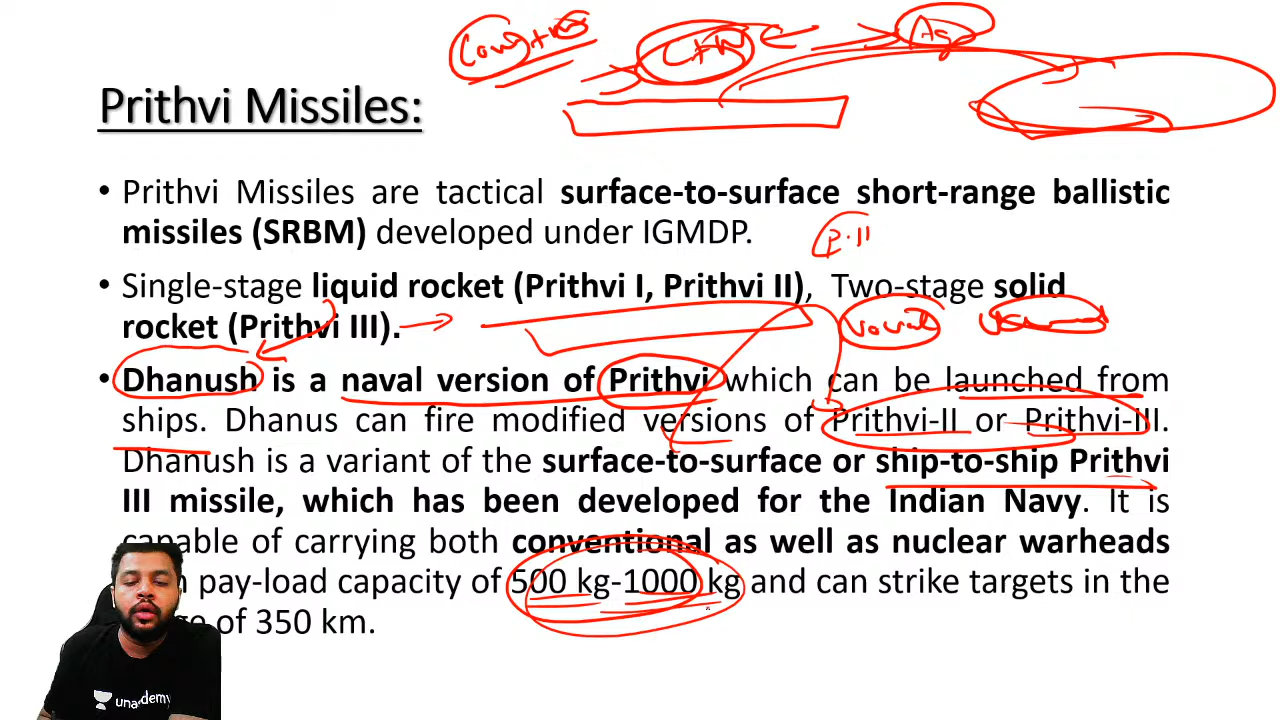 Conv+
C+N
Ag
Prithvi Missiles:
• Prithvi Missiles are tactical surface-to-surface short-range ballistic
missiles (SRBM) developed under IGMDP.
P.II
• Single-stage liquid rocket (Prithvi I, Prithvi II), Two-stage solid
rocket (Prithvi III).
• Dhanush is a naval version of Prithvi which can be launched from
ships. Dhanus can fire modified versions of Prithvi-II or Prithvi-III.
Dhanush is a variant of the surface-to-surface or ship-to-ship Prithvi
III missile, which has been developed for the Indian Navy. It is
capable of carrying both conventional as well as nuclear warheads
pay-load capacity of 500 kg-1000 kg and can strike targets in the
of 350 km.
unacademy